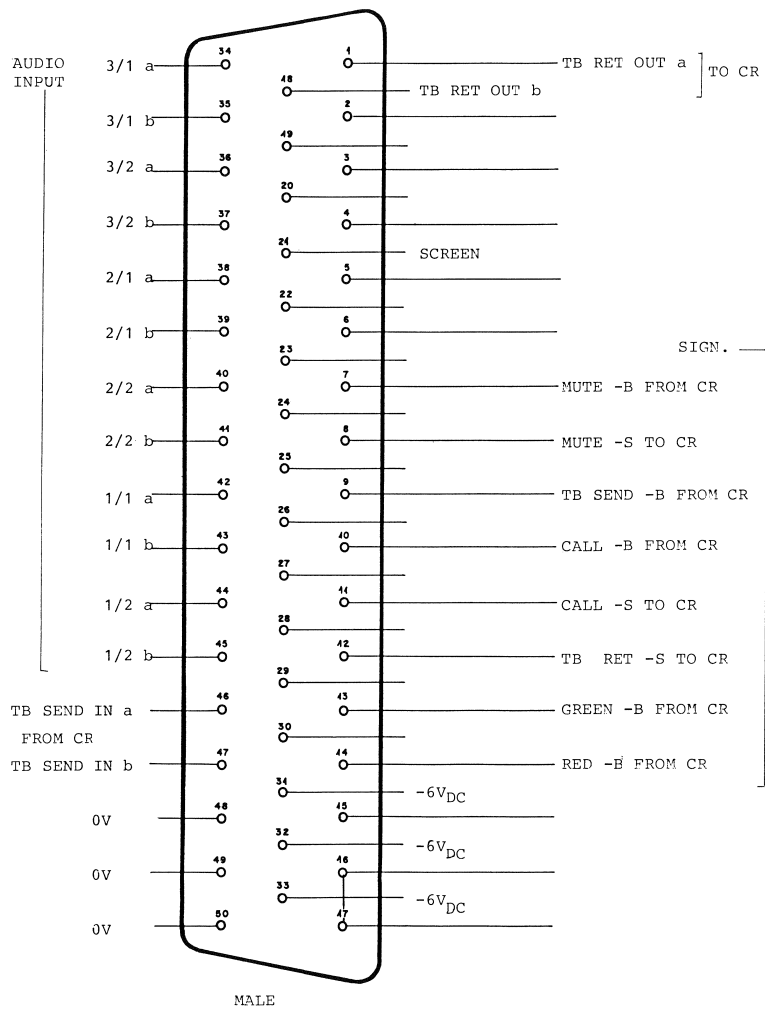 AUDIO INPUT
3/1 a 34 1 TB RET OUT a
TO CR
18 TB RET OUT b
3/1 b 35 2
19
3/2 a 36 3
20
3/2 b 37 4
21 SCREEN
2/1 a 38 5
22
2/1 b 39 6
SIGN.
23
2/2 a 40 7 MUTE -B FROM CR
24
2/2 b 41 8 MUTE -S TO CR
25
1/1 a 42 9 TB SEND -B FROM CR
26
1/1 b 43 10 CALL -B FROM CR
27
1/2 a 44 11 CALL -S TO CR
28
1/2 b 45 12 TB RET -S TO CR
29
TB SEND IN a 46 13 GREEN -B FROM CR
FROM CR
30
TB SEND IN b 47 14 RED -B FROM CR
31 -6VDC
0V 48 15
32 -6VDC
0V 49 16
33 -6VDC
0V 50 17
MALE